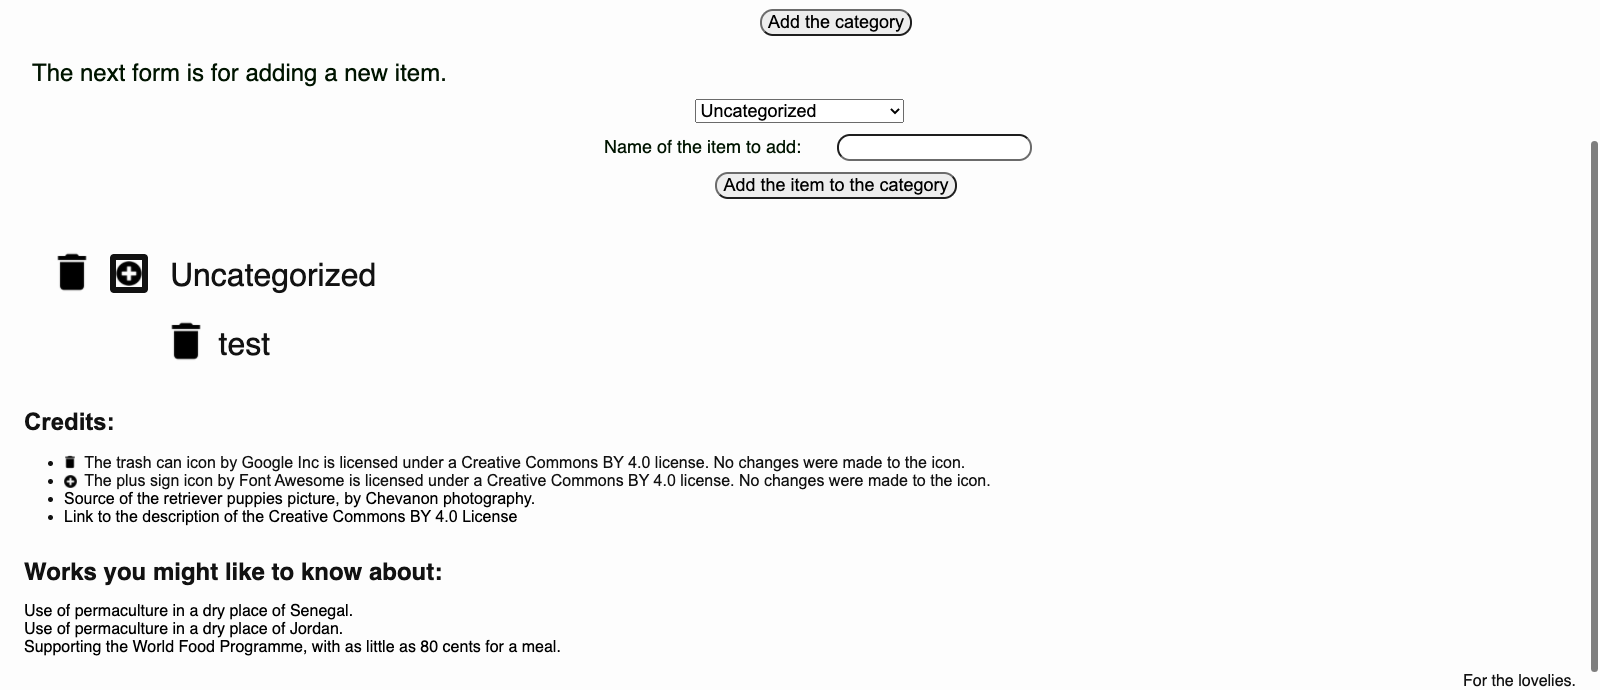 Add the category
The next form is for adding a new item.
Uncategorized
Name of the item to add:
Add the item to the category
Uncategorized
test
Credits:
The trash can icon by Google Inc is licensed under a Creative Commons BY 4.0 license. No changes were made to the icon.
The plus sign icon by Font Awesome is licensed under a Creative Commons BY 4.0 license. No changes were made to the icon.
Source of the retriever puppies picture, by Chevanon photography.
Link to the description of the Creative Commons BY 4.0 License
Works you might like to know about:
Use of permaculture in a dry place of Senegal.
Use of permaculture in a dry place of Jordan.
Supporting the World Food Programme, with as little as 80 cents for a meal.
For the lovelies.